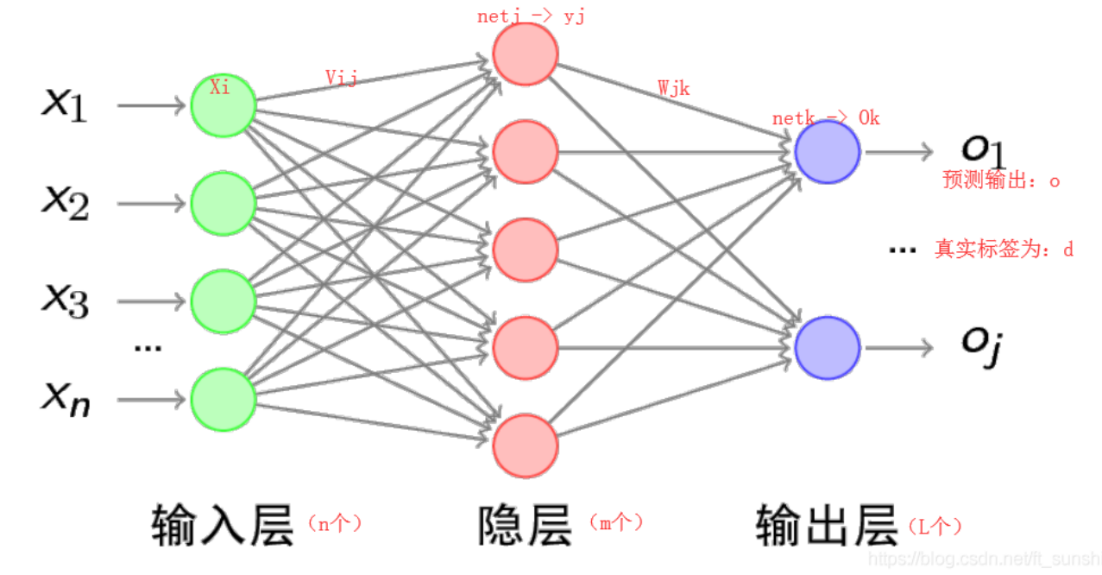 netj -> yj
Xi
Vij
Wjk
x1
netk -> Ok
o1
预测输出：o
x2
... 真实标签为：d
x3
...
oj
xn
输入层（n个）
隐层（m个）
输出层（L个）
https://blog.csdn.net/ft_sunsh